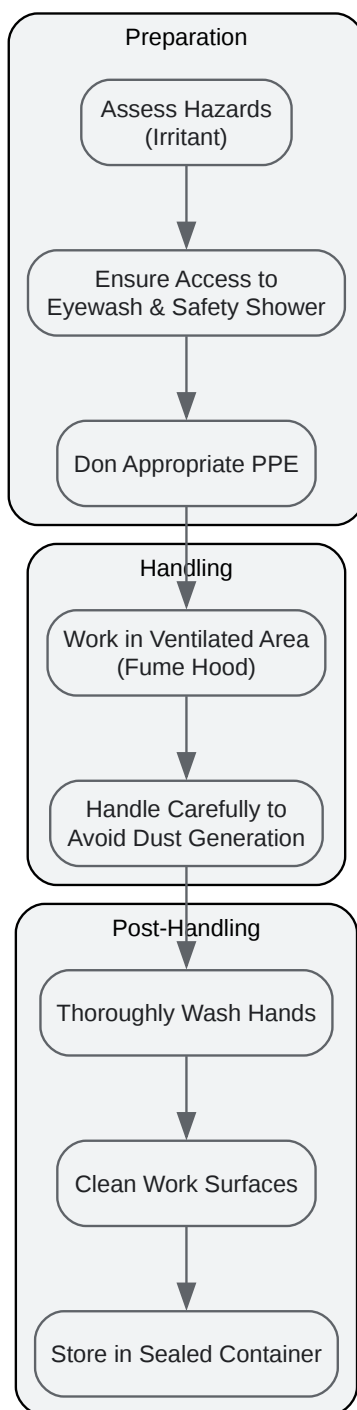 Preparation
Assess Hazards
(Irritant)
Ensure Access to
Eyewash & Safety Shower
Don Appropriate PPE
Handling
Work in Ventilated Area
(Fume Hood)
Handle Carefully to
Avoid Dust Generation
Post-Handling
Thoroughly Wash Hands
Clean Work Surfaces
Store in Sealed Container